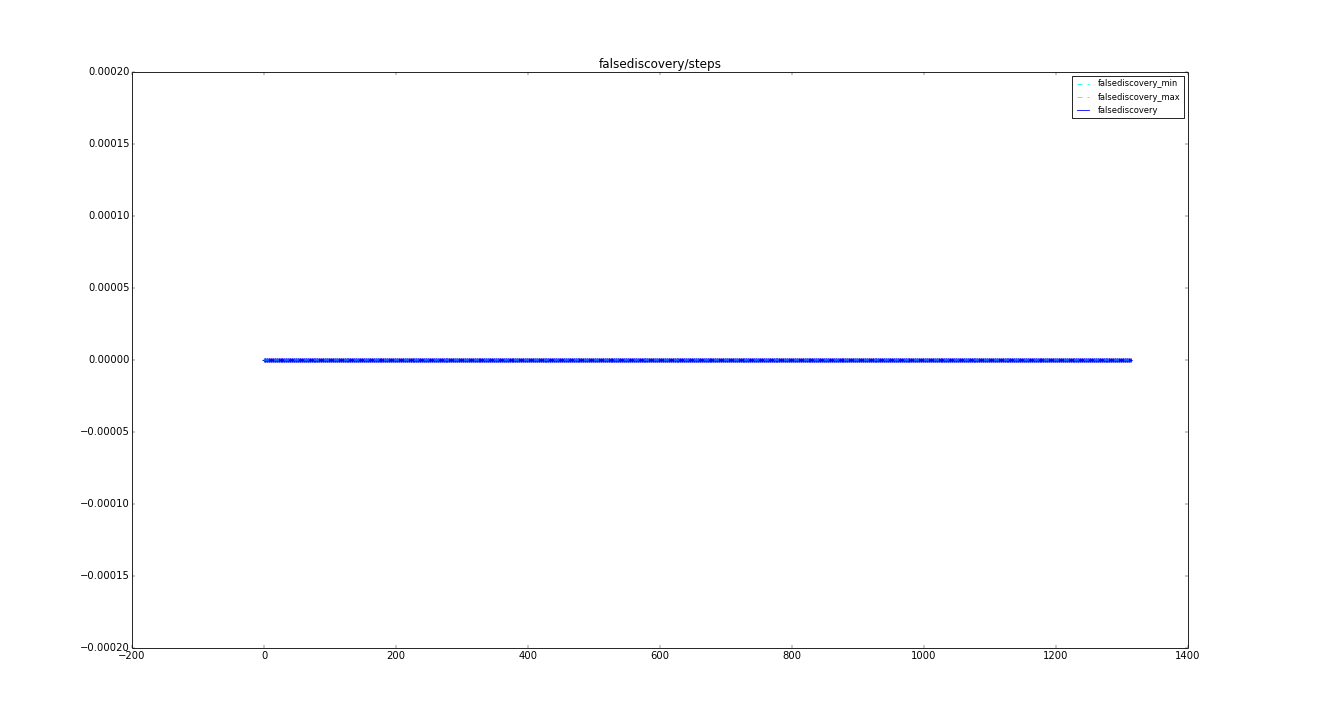 falsediscovery/steps
0.00020
falsediscovery_min
falsediscovery_max
falsediscovery
0.00015
0.00010
0.00005
0.00000
−0.00005
−0.00010
−0.00015
−0.00020
−200 0 200 400 600 800 1000 1200 1400